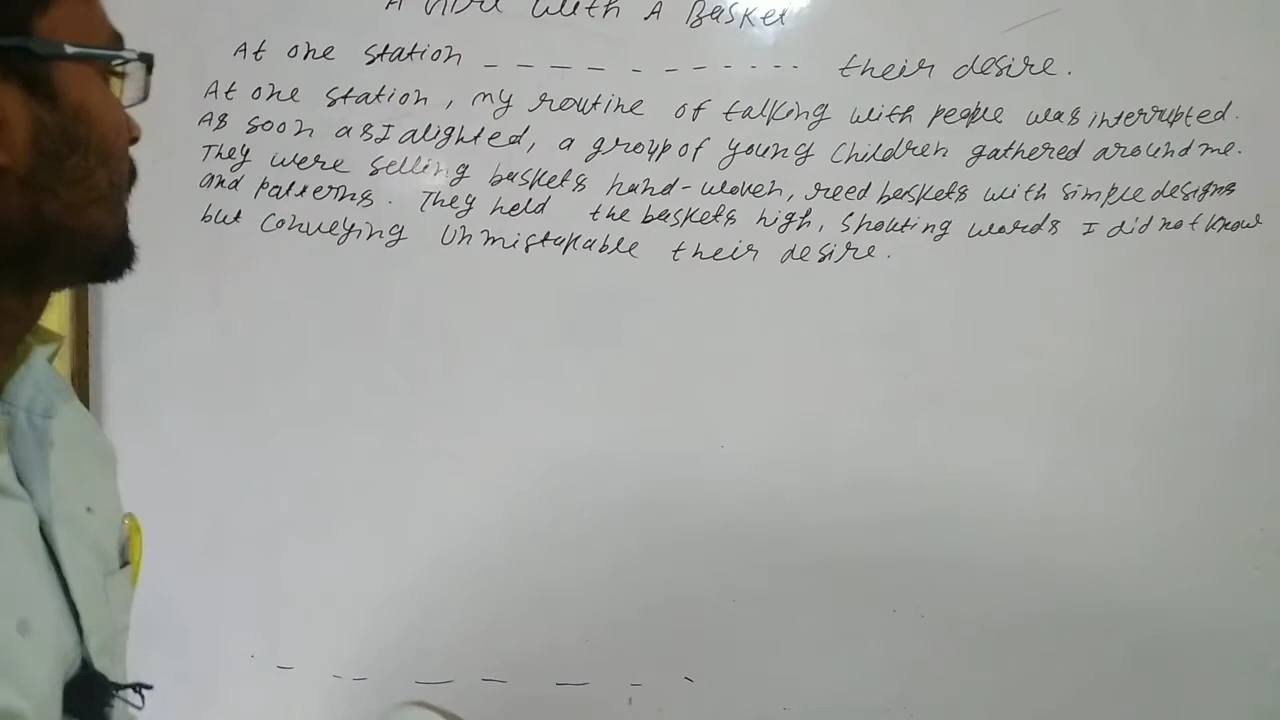 A Girl With A Basket
At one station _ _ _ _ _ _ _ _ _ _ _ _ their desire.
At one station, my routine of talking with people was interrupted.
As soon as I alighted, a group of young children gathered around me.
They were selling baskets hand-woven, reed baskets with simple designs
and patterns. They held the baskets high, shouting words I did not know
but conveying Unmistakable their desire.